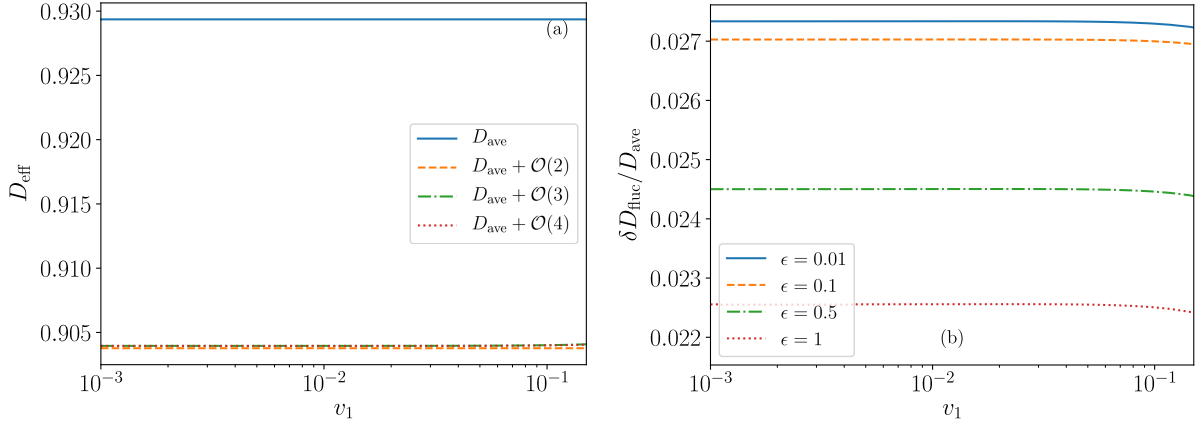 0.930
0.925
0.920
0.915
0.910
0.905
D_eff
10^{-3}
10^{-2}
10^{-1}
v_1
(a)
D_ave
D_ave + 𝒪(2)
D_ave + 𝒪(3)
D_ave + 𝒪(4)
0.027
0.026
0.025
0.024
0.023
0.022
δD_fluc/D_ave
10^{-3}
10^{-2}
10^{-1}
v_1
ϵ = 0.01
ϵ = 0.1
ϵ = 0.5
ϵ = 1
(b)